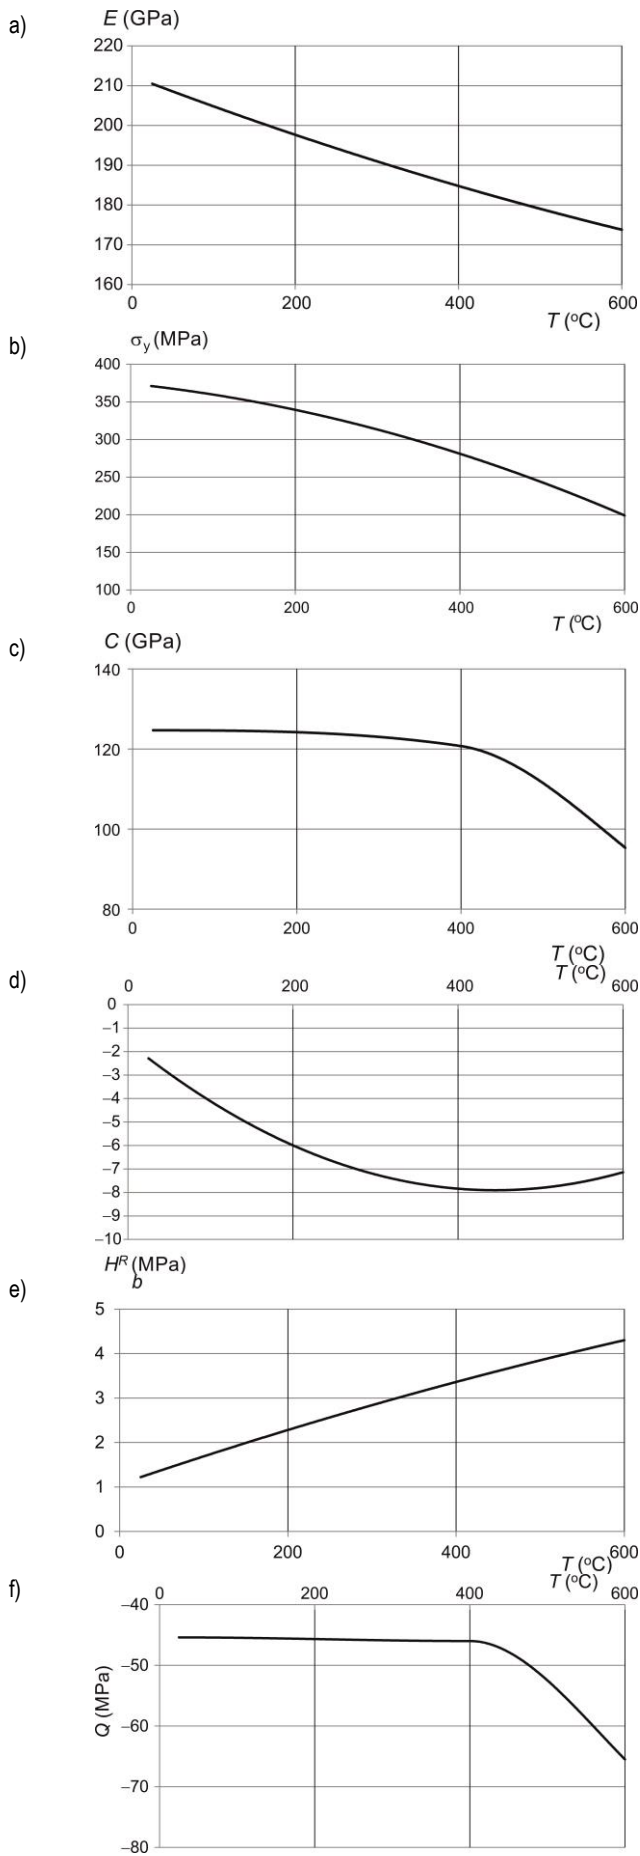 a)
E (GPa)
220
210
200
190
180
170
160
0 200 400 600
T (°C)
b)
σy (MPa)
400
350
300
250
200
150
100
0 200 400 600
T (°C)
c)
C (GPa)
140
120
100
80
0 200 400 600
T (°C)
d)
T (°C)
0 200 400 600
0
−1
−2
−3
−4
−5
−6
−7
−8
−9
−10
Hᴿ (MPa)
e)
b
5
4
3
2
1
0
0 200 400 600
T (°C)
f)
T (°C)
0 200 400 600
−40
−50
−60
−70
−80
Q (MPa)